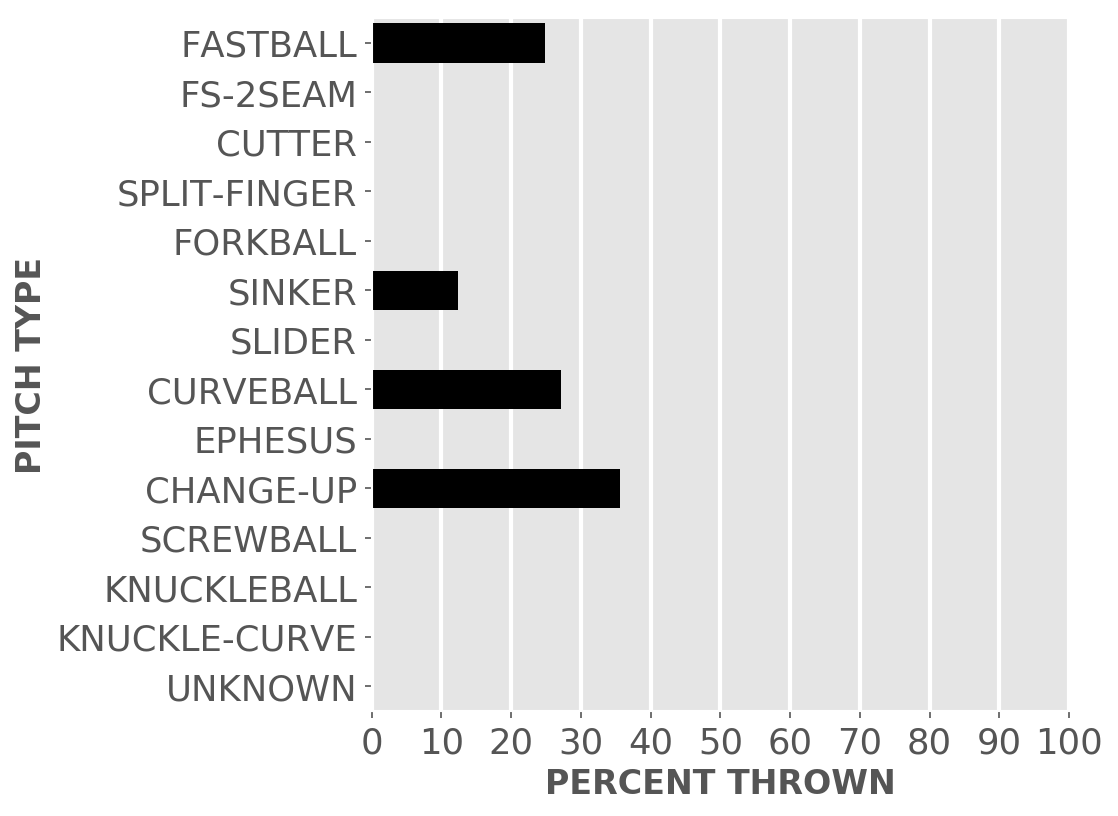 FASTBALL
FS-2SEAM
CUTTER
SPLIT-FINGER
FORKBALL
SINKER
SLIDER
CURVEBALL
EPHESUS
CHANGE-UP
SCREWBALL
KNUCKLEBALL
KNUCKLE-CURVE
UNKNOWN
PITCH TYPE
0 10 20 30 40 50 60 70 80 90 100
PERCENT THROWN